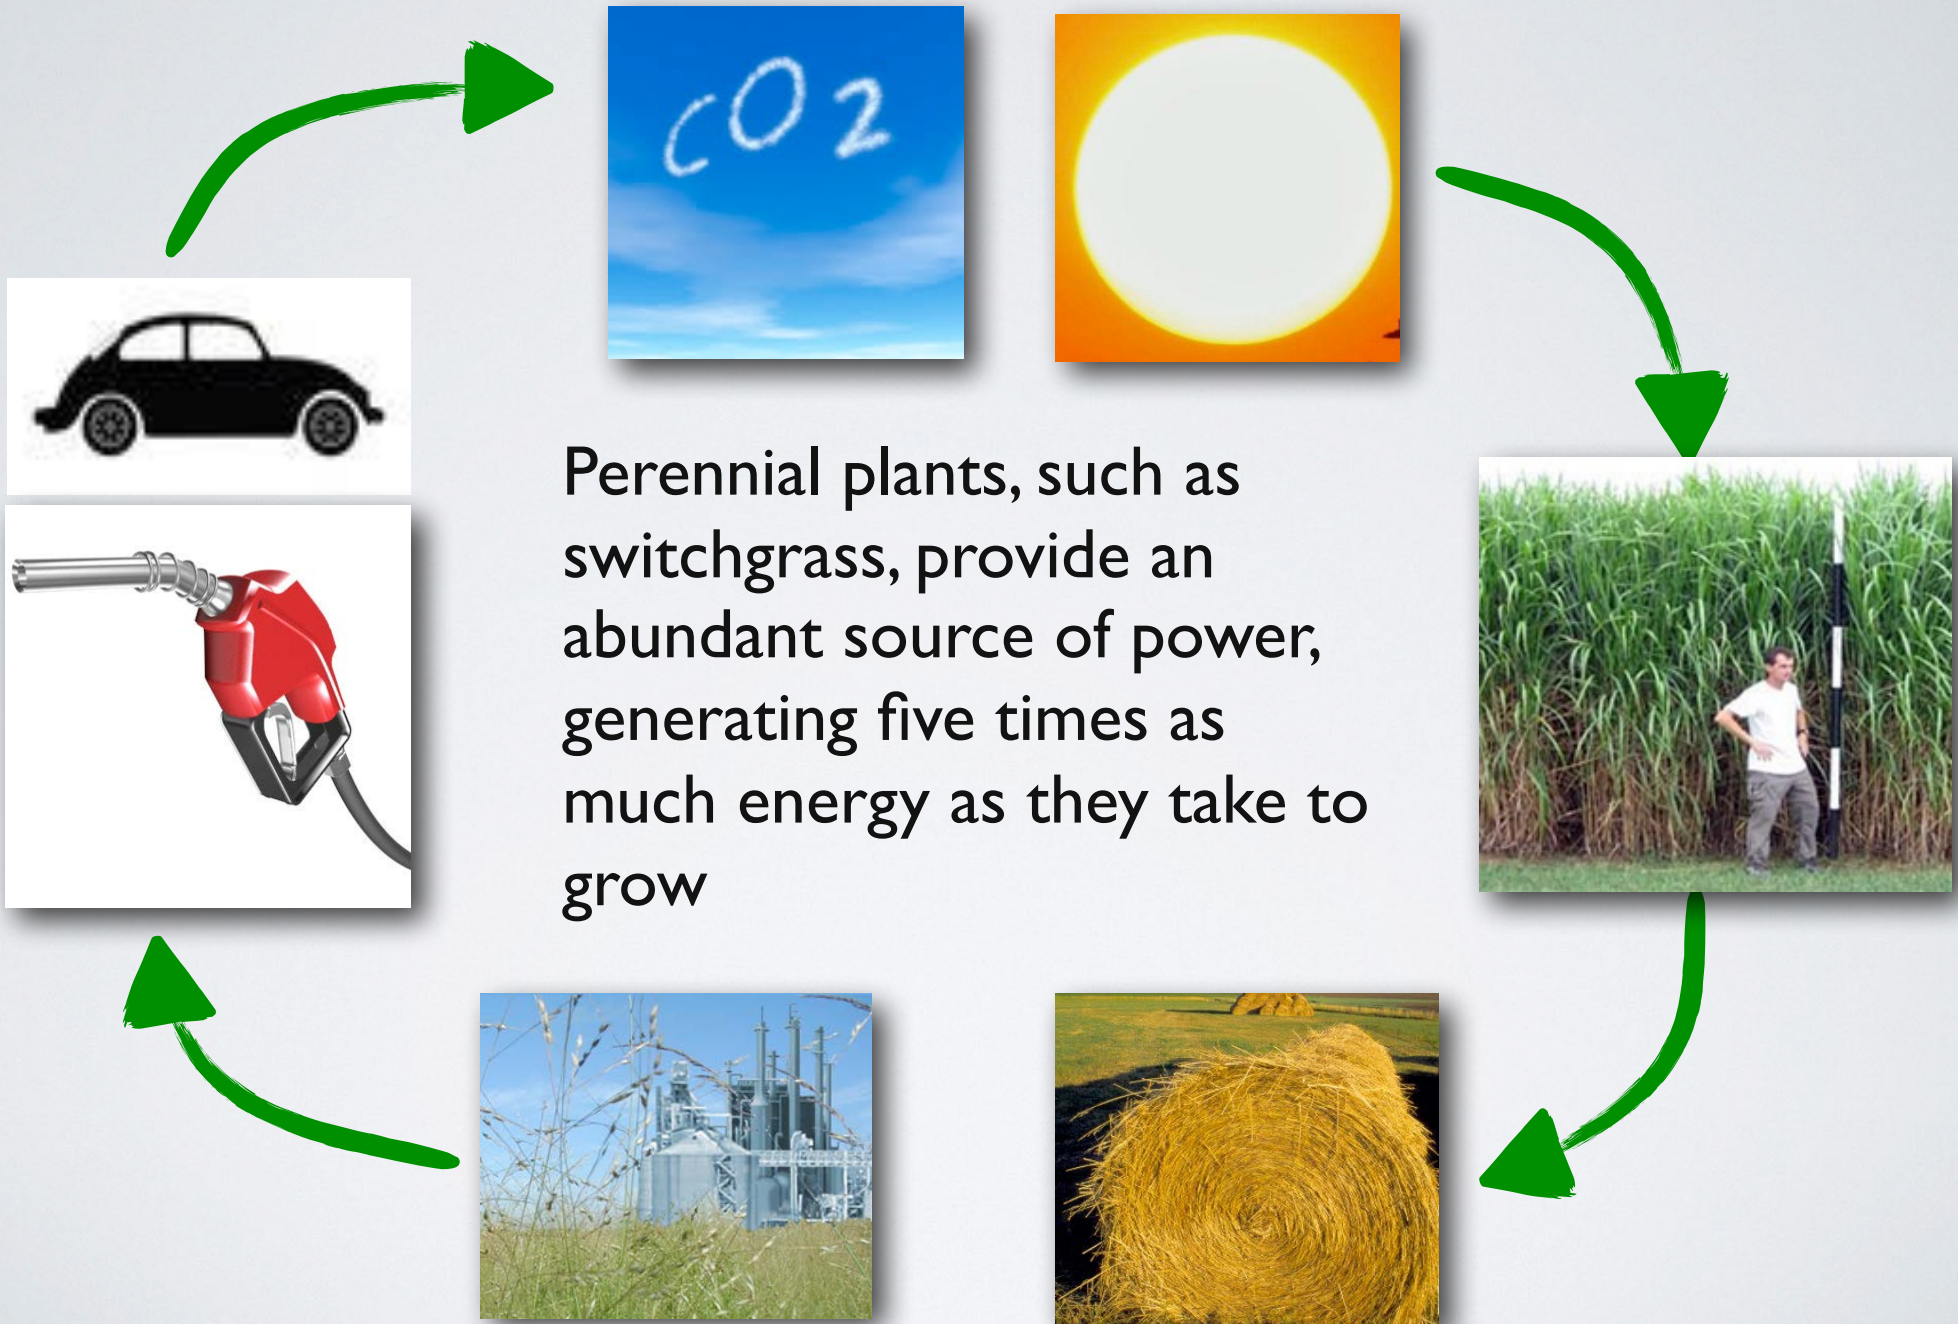 CO2
Perennial plants, such as
switchgrass, provide an
abundant source of power,
generating five times as
much energy as they take to
grow